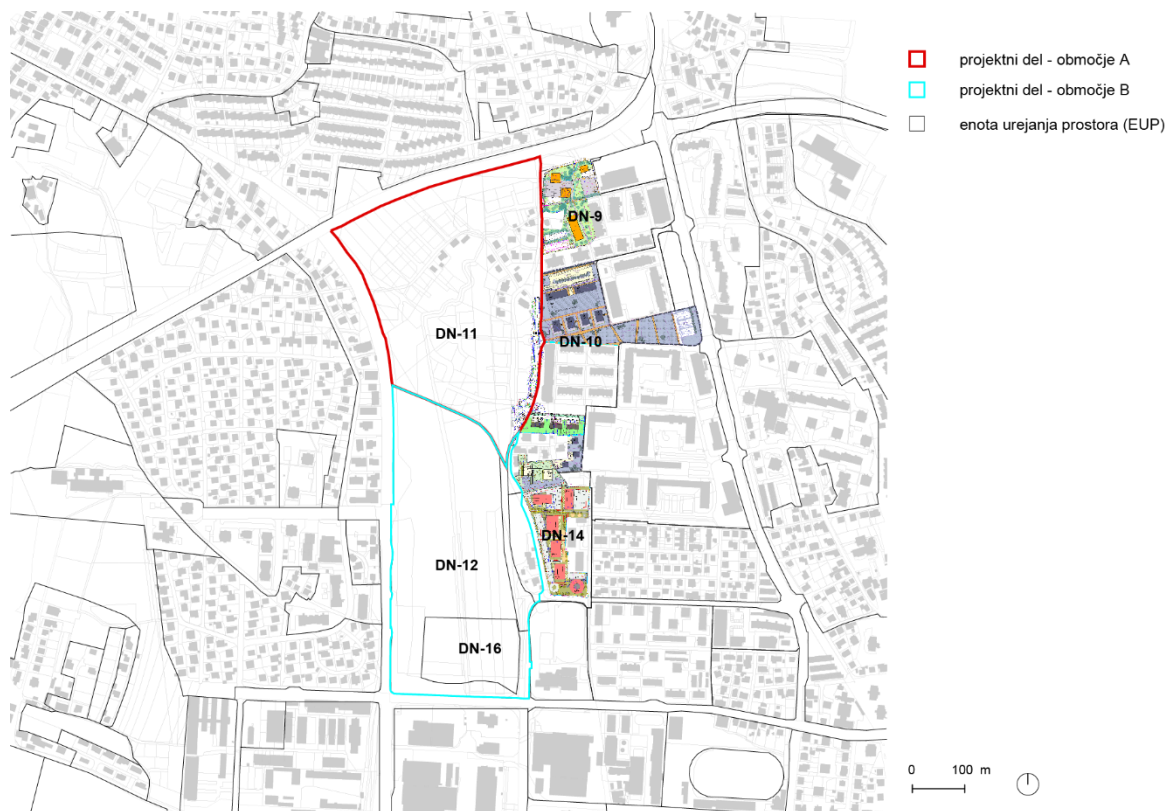 projektni del - območje A
projektni del - območje B
enota urejanja prostora (EUP)
DN-9
DN-11
DN-10
DN-14
DN-12
DN-16
0 100 m